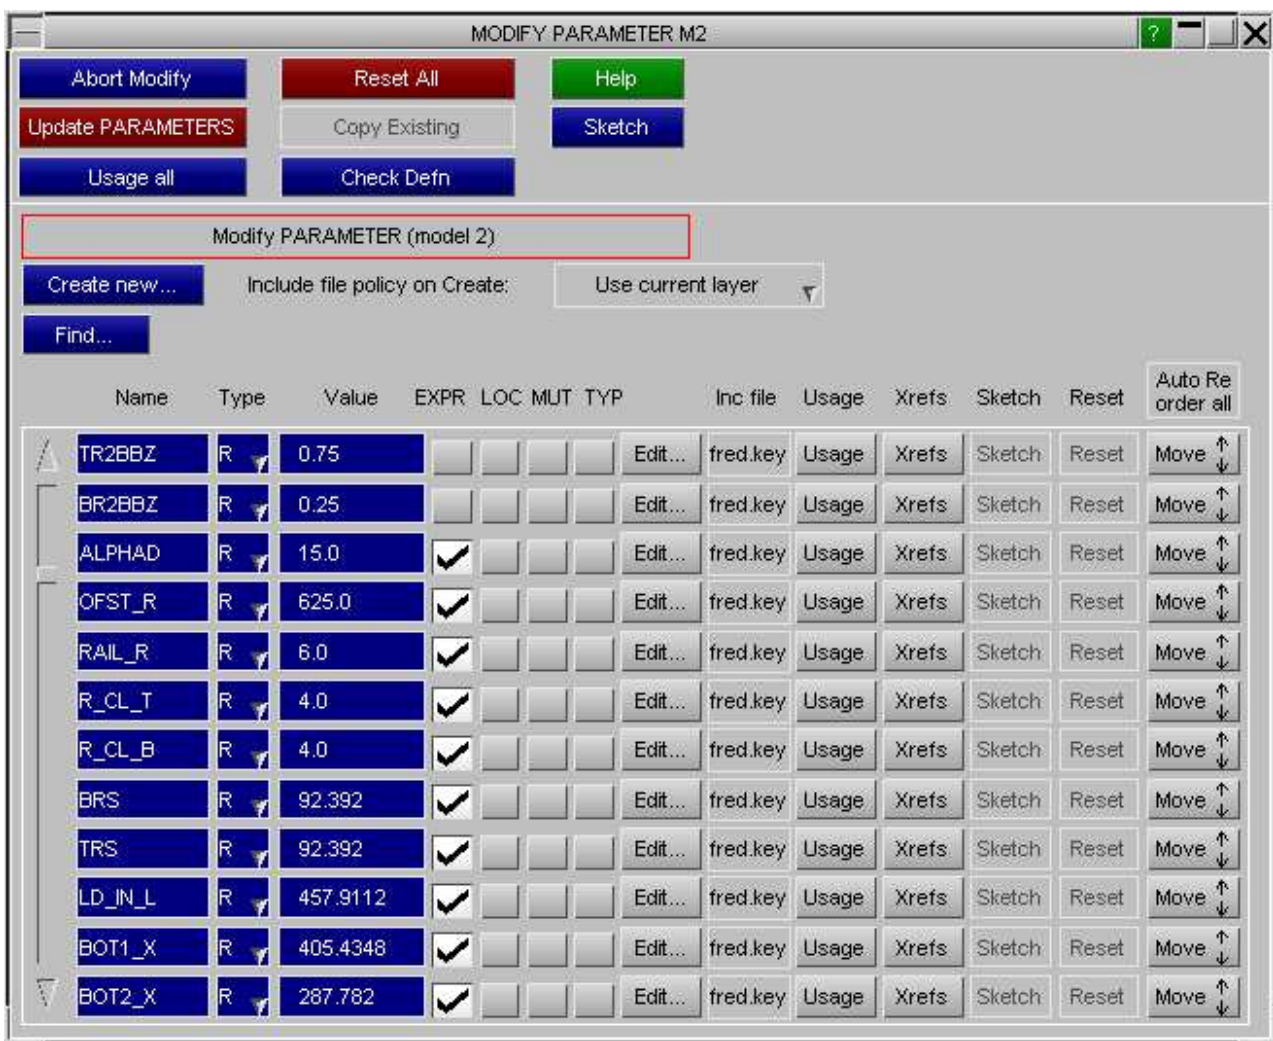 MODIFY PARAMETER M2 ?
Abort Modify Reset All Help
Update PARAMETERS Copy Existing Sketch
Usage all Check Defn
Modify PARAMETER (model 2)
Create new... Include file policy on Create: Use current layer
Find...
Name Type Value EXPR LOC MUT TYP Inc file Usage Xrefs Sketch Reset Auto Re
order all
TR2BBZ R 0.75 Edit... fred.key Usage Xrefs Sketch Reset Move
BR2BBZ R 0.25 Edit... fred.key Usage Xrefs Sketch Reset Move
ALPHAD R 15.0 Edit... fred.key Usage Xrefs Sketch Reset Move
OFST_R R 625.0 Edit... fred.key Usage Xrefs Sketch Reset Move
RAIL_R R 6.0 Edit... fred.key Usage Xrefs Sketch Reset Move
R_CL_T R 4.0 Edit... fred.key Usage Xrefs Sketch Reset Move
R_CL_B R 4.0 Edit... fred.key Usage Xrefs Sketch Reset Move
BRS R 92.392 Edit... fred.key Usage Xrefs Sketch Reset Move
TRS R 92.392 Edit... fred.key Usage Xrefs Sketch Reset Move
LD_IN_L R 457.9112 Edit... fred.key Usage Xrefs Sketch Reset Move
BOT1_X R 405.4348 Edit... fred.key Usage Xrefs Sketch Reset Move
BOT2_X R 287.782 Edit... fred.key Usage Xrefs Sketch Reset Move